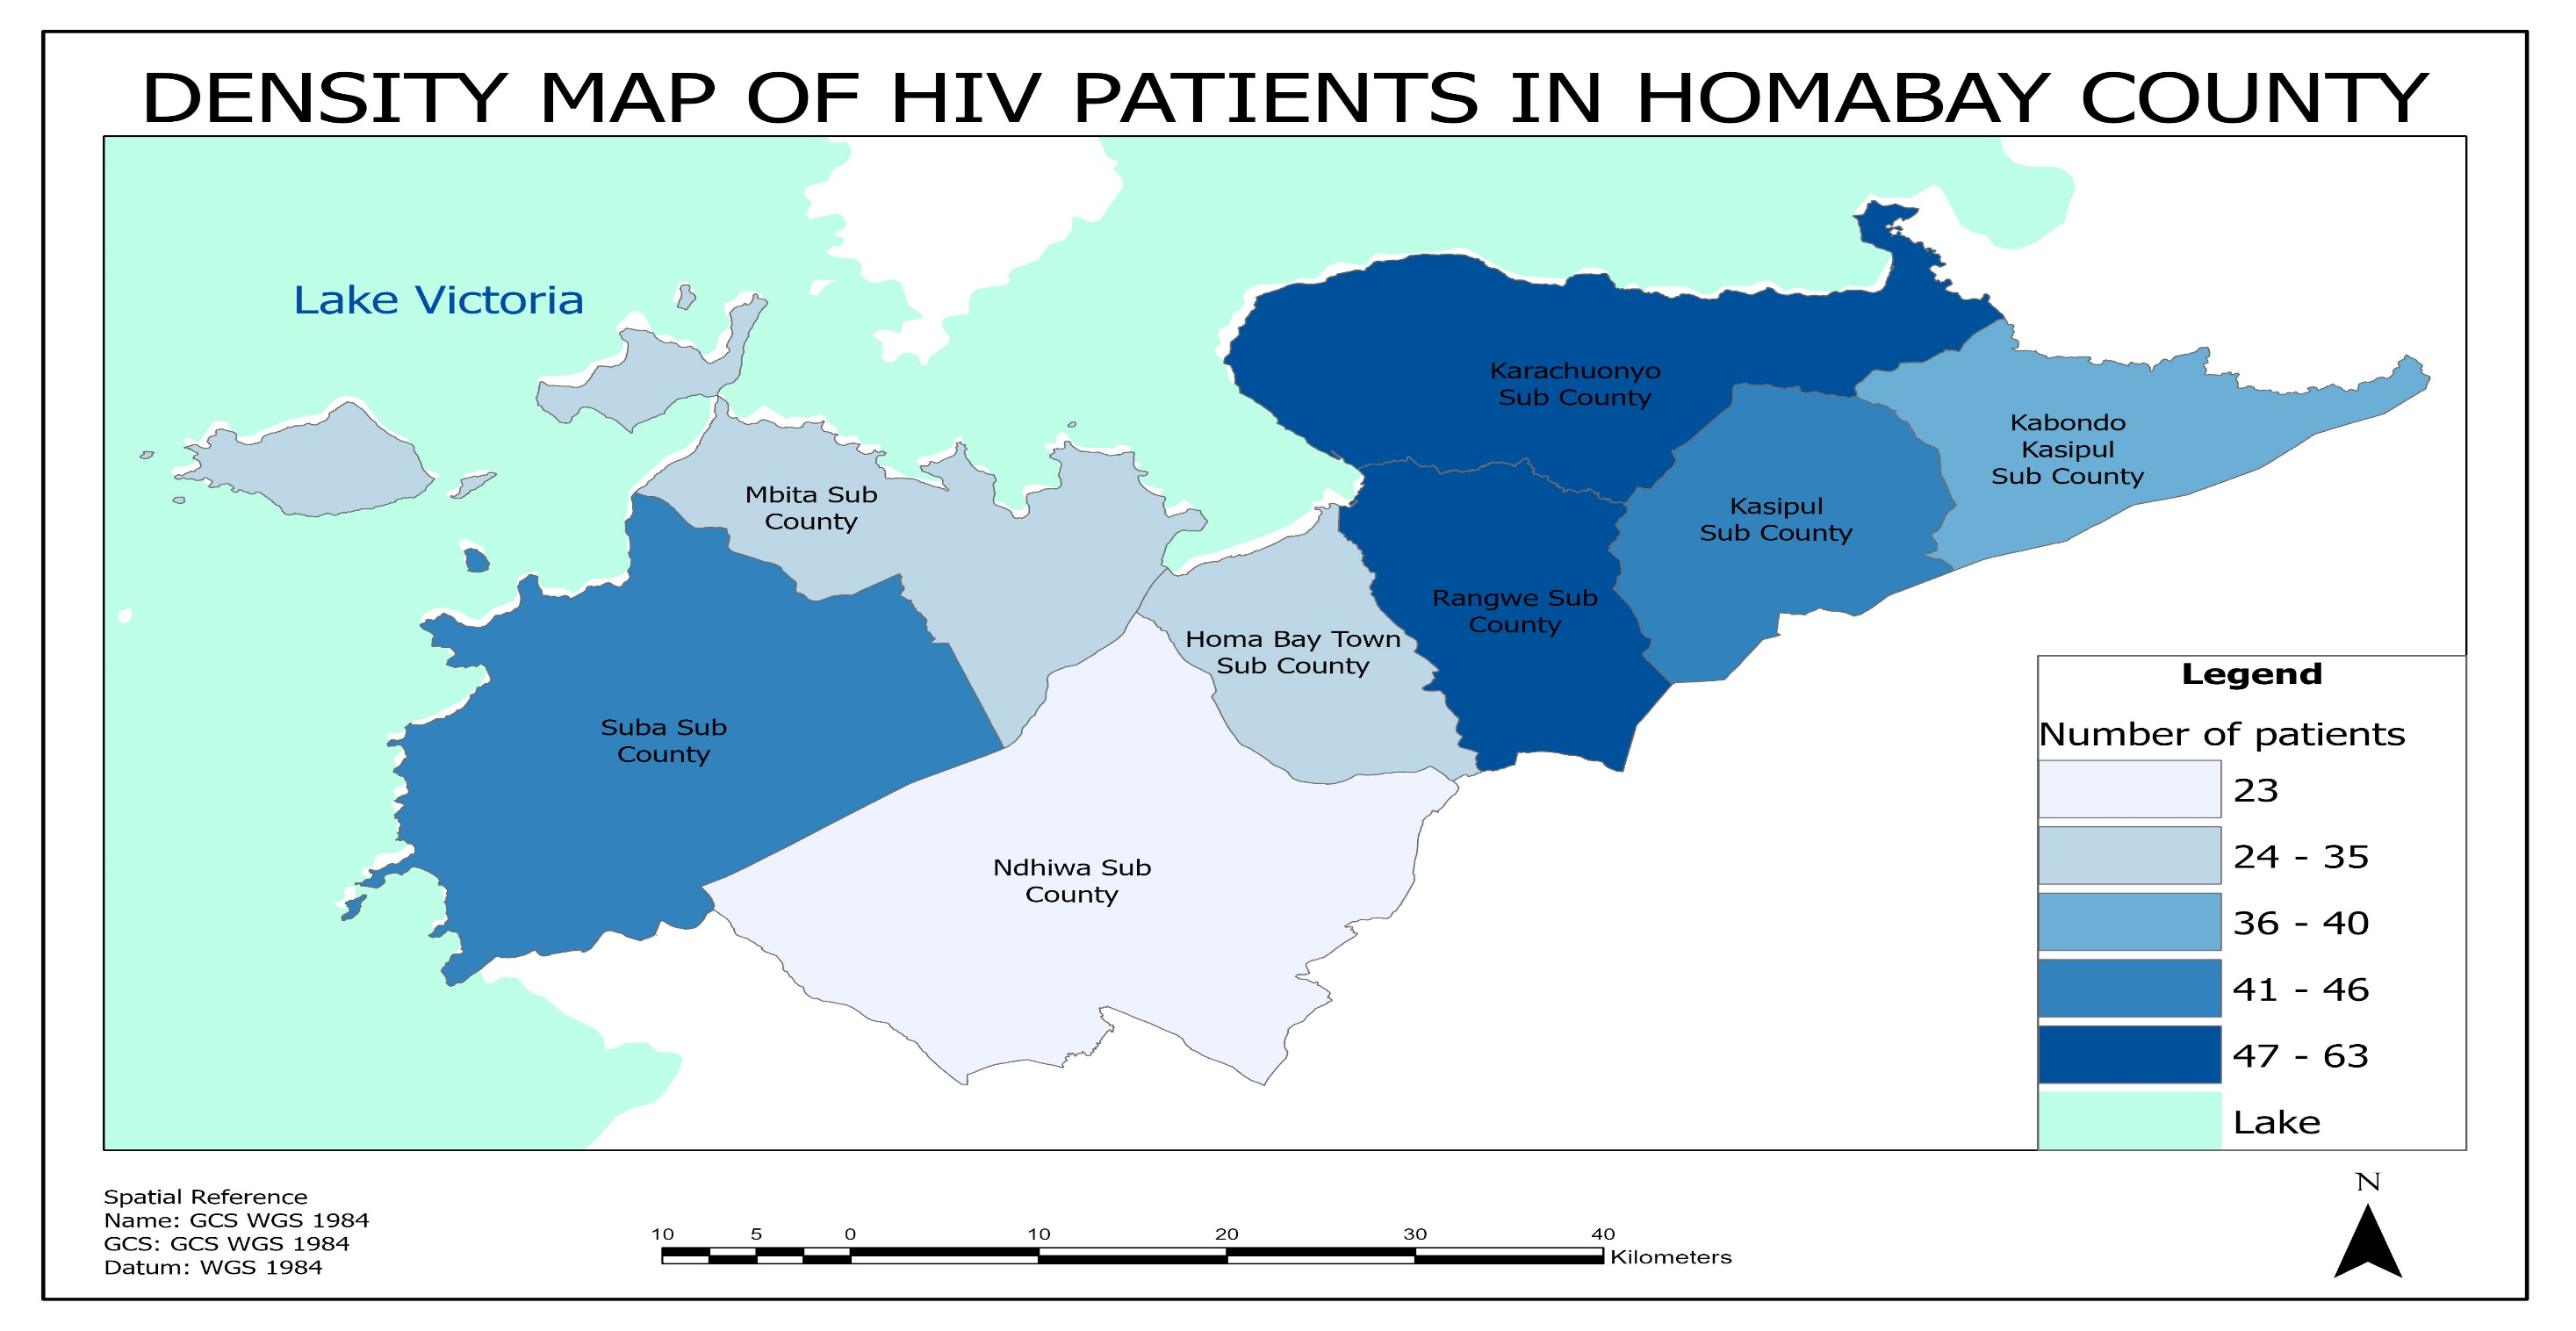 DENSITY MAP OF HIV PATIENTS IN HOMABAY COUNTY
Lake Victoria
Karachuonyo
Sub County
Kabondo
Kasipul
Sub County
Mbita Sub
County
Kasipul
Sub County
Rangwe Sub
County
Homa Bay Town
Sub County
Suba Sub
County
Ndhiwa Sub
County
Legend
Number of patients
23
24 - 35
36 - 40
41 - 46
47 - 63
Lake
Spatial Reference
Name: GCS WGS 1984
GCS: GCS WGS 1984
Datum: WGS 1984
10 5 0 10 20 30 40
Kilometers
N